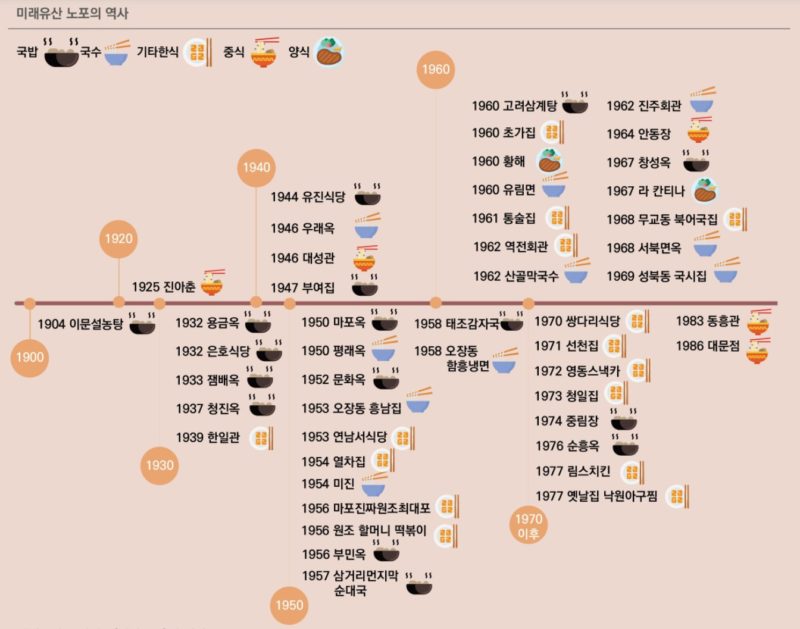 미래유산 노포의 역사
국밥 국수 기타한식 중식 양식
1900
1904 이문설농탕
1920
1925 진아춘
1930
1932 용금옥
1932 은호식당
1933 잼배옥
1937 청진옥
1939 한일관
1940
1944 유진식당
1946 우래옥
1946 대성관
1947 부여집
1950
1950 마포옥
1950 평래옥
1952 문화옥
1953 오장동 흥남집
1953 연남서식당
1954 열차집
1954 미진
1956 마포진짜원조최대포
1956 원조 할머니 떡볶이
1956 부민옥
1957 삼거리먼지막
순대국
1958 태조감자국
1958 오장동
함흥냉면
1960
1960 고려삼계탕
1960 초가집
1960 황해
1960 유림면
1961 통술집
1962 역전회관
1962 산골막국수
1962 진주회관
1964 안동장
1967 창성옥
1967 라 칸티나
1968 무교동 북어국집
1968 서북면옥
1969 성북동 국시집
1970
이후
1970 쌍다리식당
1971 선천집
1972 영동스낵카
1973 청일집
1974 중림장
1976 순흥옥
1977 림스치킨
1977 옛날집 낙원아구찜
1983 동흥관
1986 대문점